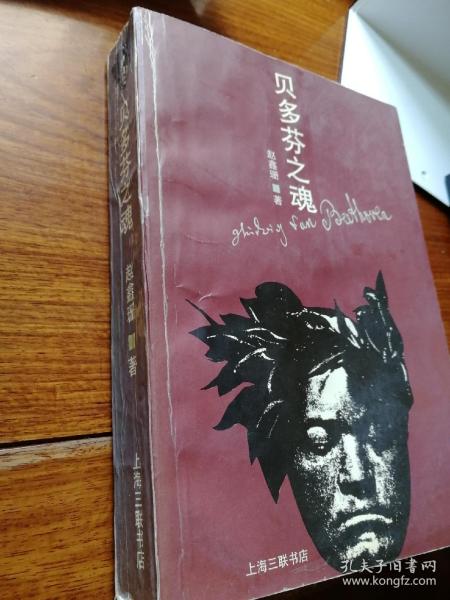 贝多芬之魂
赵鑫珊 著
Ludwig van Beethoven
上海三联书店
贝多芬之魂
赵鑫珊 著
上海三联书店
孔夫子旧书网
www.kongfz.com